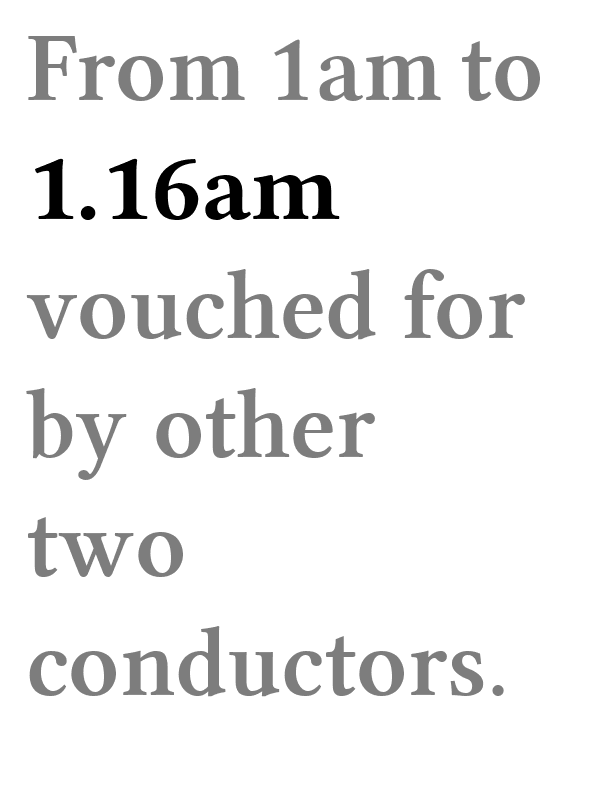 From 1am to
1.16am
vouched for
by other
two
conductors.